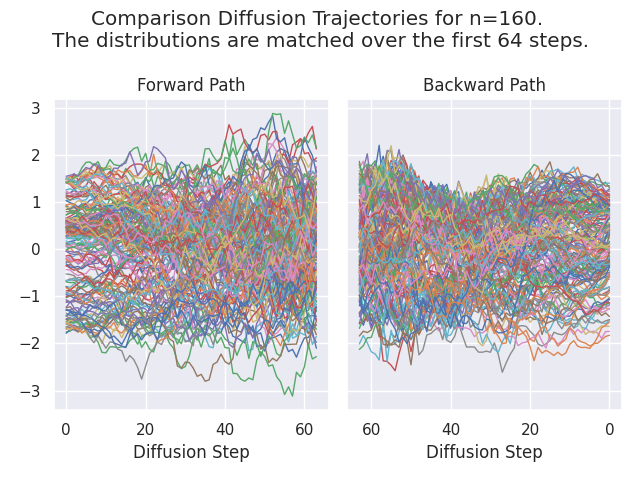 Comparison Diffusion Trajectories for n=160.
The distributions are matched over the first 64 steps.
Forward Path
Backward Path
3
2
1
0
−1
−2
−3
0 20 40 60
60 40 20 0
Diffusion Step
Diffusion Step